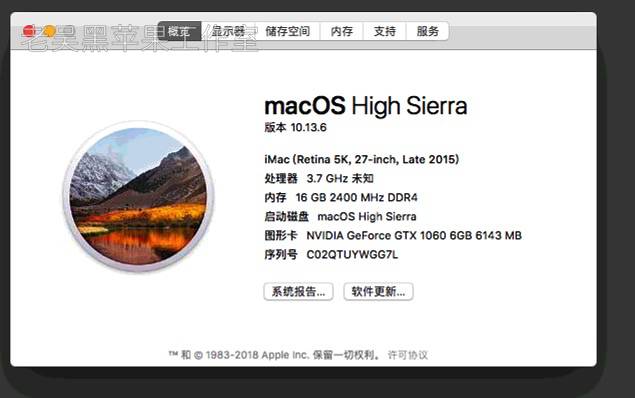 老吴黑苹果工作室
概览 显示器 储存空间 内存 支持 服务
macOS High Sierra
版本 10.13.6
iMac (Retina 5K, 27-inch, Late 2015)
处理器 3.7 GHz 未知
内存 16 GB 2400 MHz DDR4
启动磁盘 macOS High Sierra
图形卡 NVIDIA GeForce GTX 1060 6GB 6143 MB
序列号 C02QTUYWGG7L
系统报告... 软件更新...
™ 和 © 1983-2018 Apple Inc. 保留一切权利。 许可协议